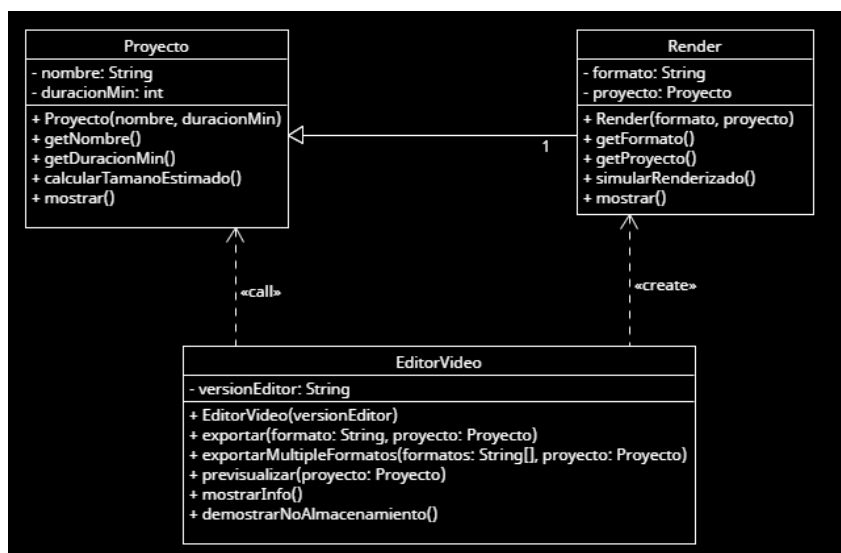 Proyecto
- nombre: String
- duracionMin: int
+ Proyecto(nombre, duracionMin)
+ getNombre()
+ getDuracionMin()
+ calcularTamanoEstimado()
+ mostrar()
Render
- formato: String
- proyecto: Proyecto
+ Render(formato, proyecto)
+ getFormato()
+ getProyecto()
+ simularRenderizado()
+ mostrar()
1
«call»
«create»
EditorVideo
- versionEditor: String
+ EditorVideo(versionEditor)
+ exportar(formato: String, proyecto: Proyecto)
+ exportarMultipleFormatos(formatos: String[], proyecto: Proyecto)
+ previsualizar(proyecto: Proyecto)
+ mostrarInfo()
+ demostrarNoAlmacenamiento()